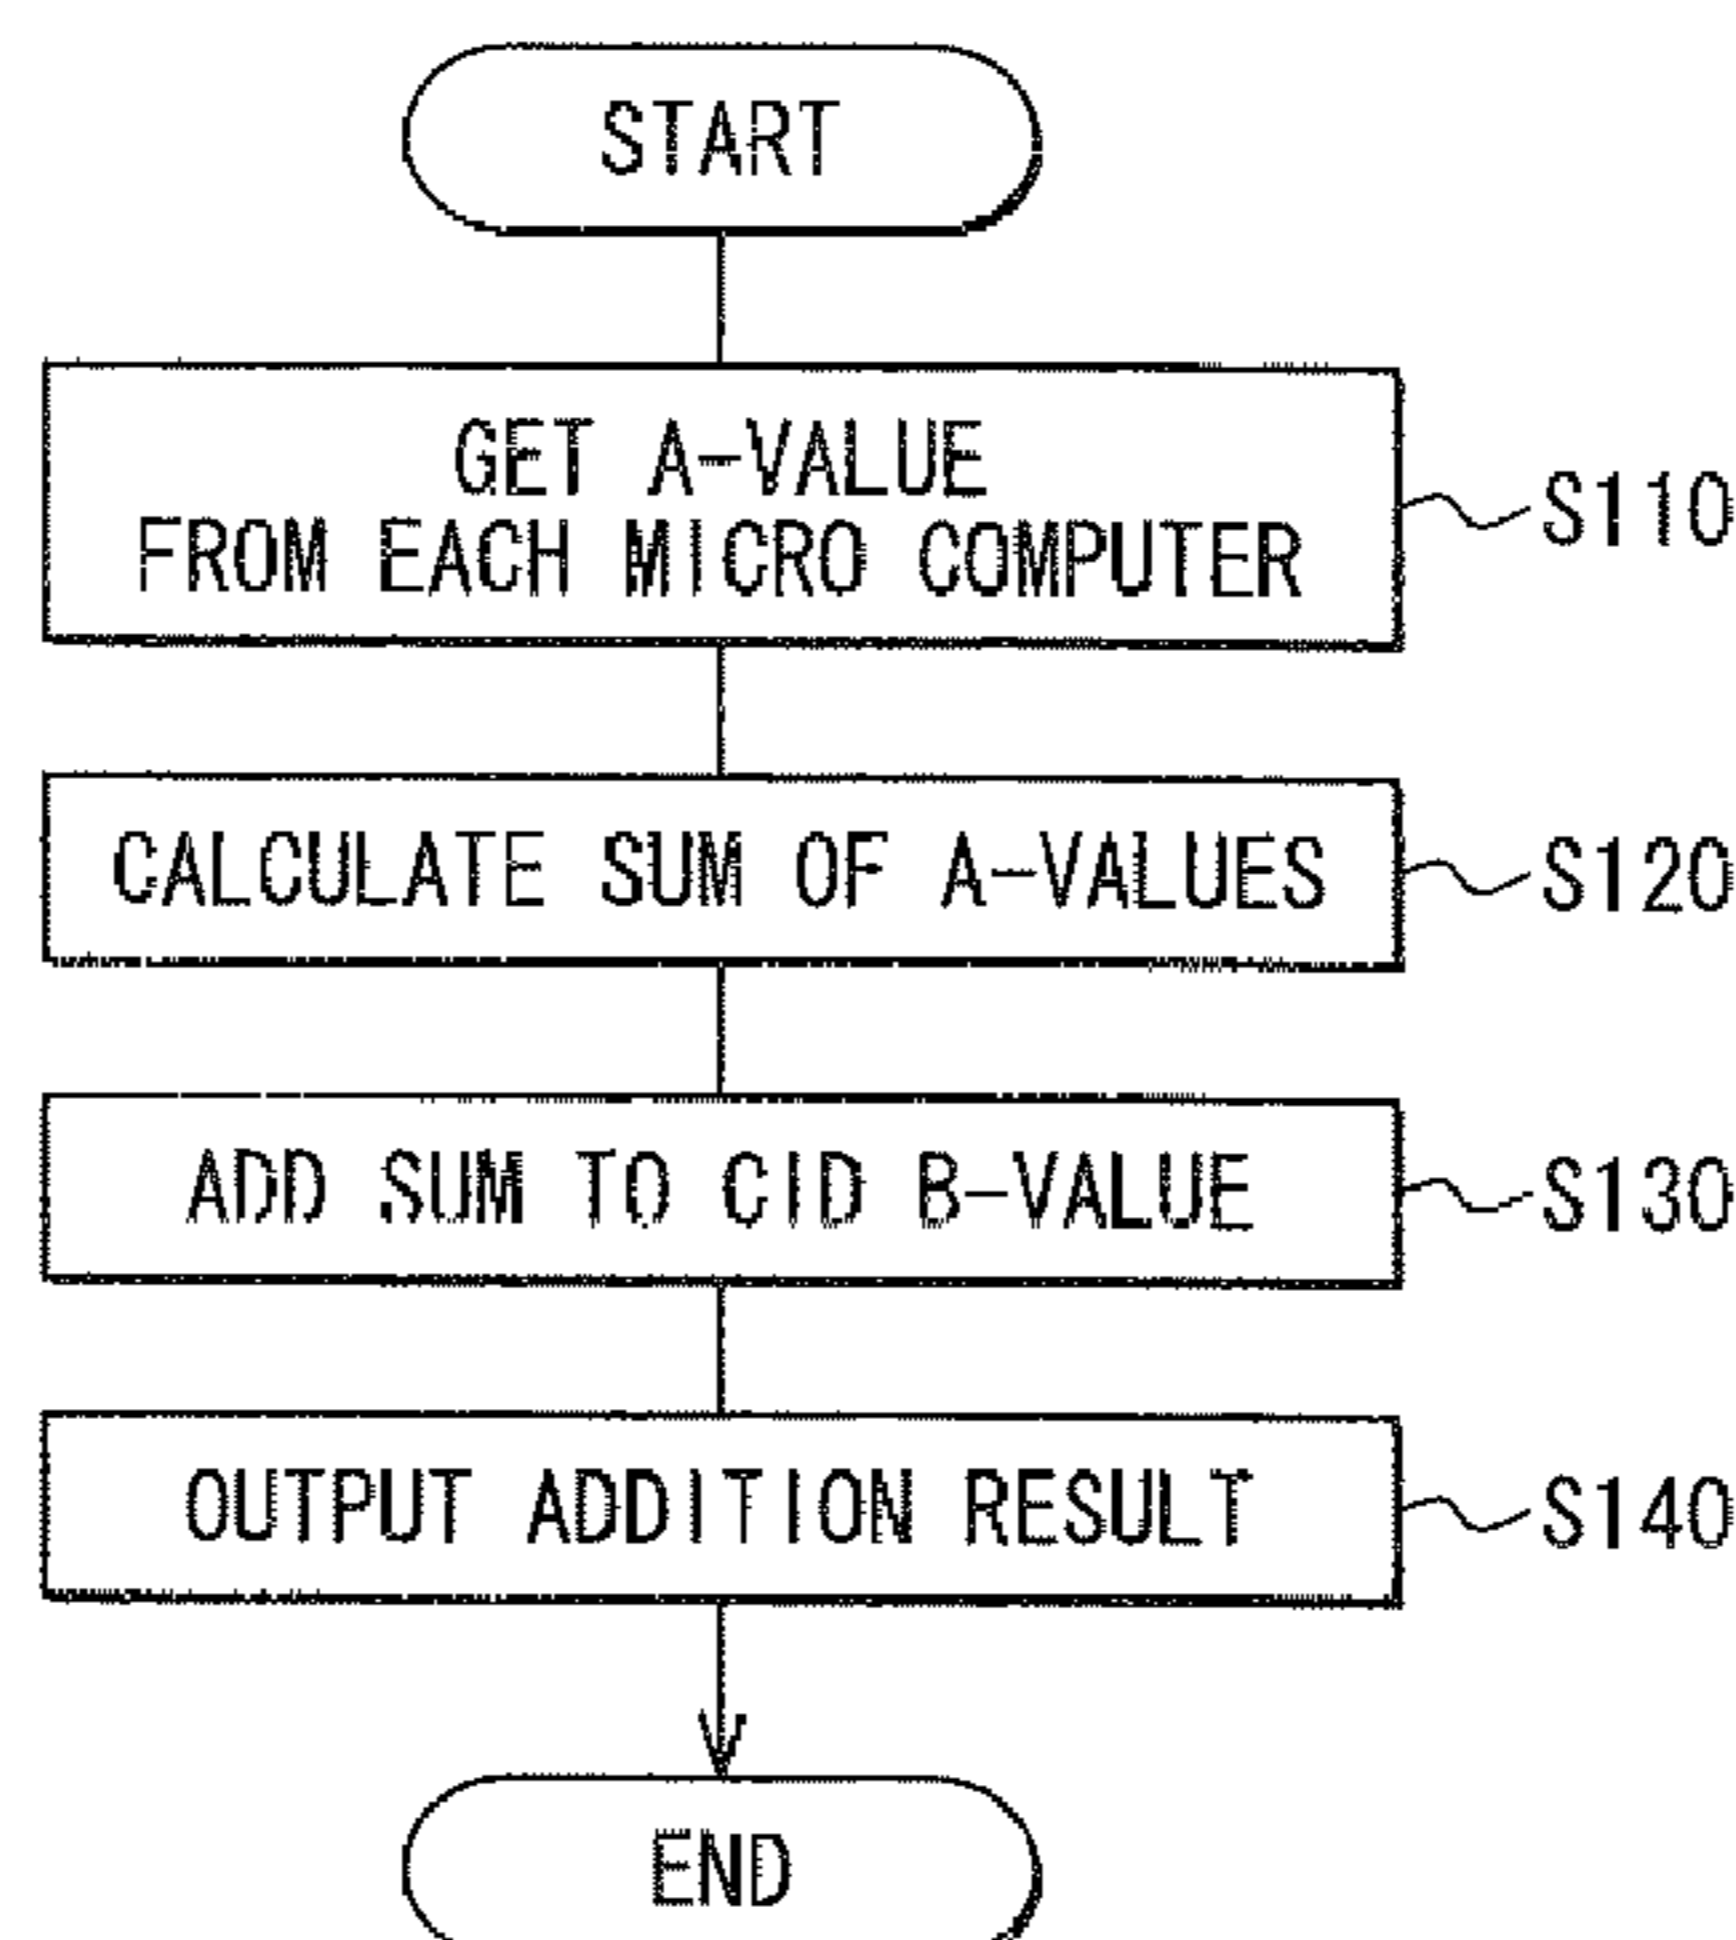 START
GET A-VALUE
FROM EACH MICRO COMPUTER
S110
CALCULATE SUM OF A-VALUES
S120
ADD SUM TO CID B-VALUE
S130
OUTPUT ADDITION RESULT
S140
END